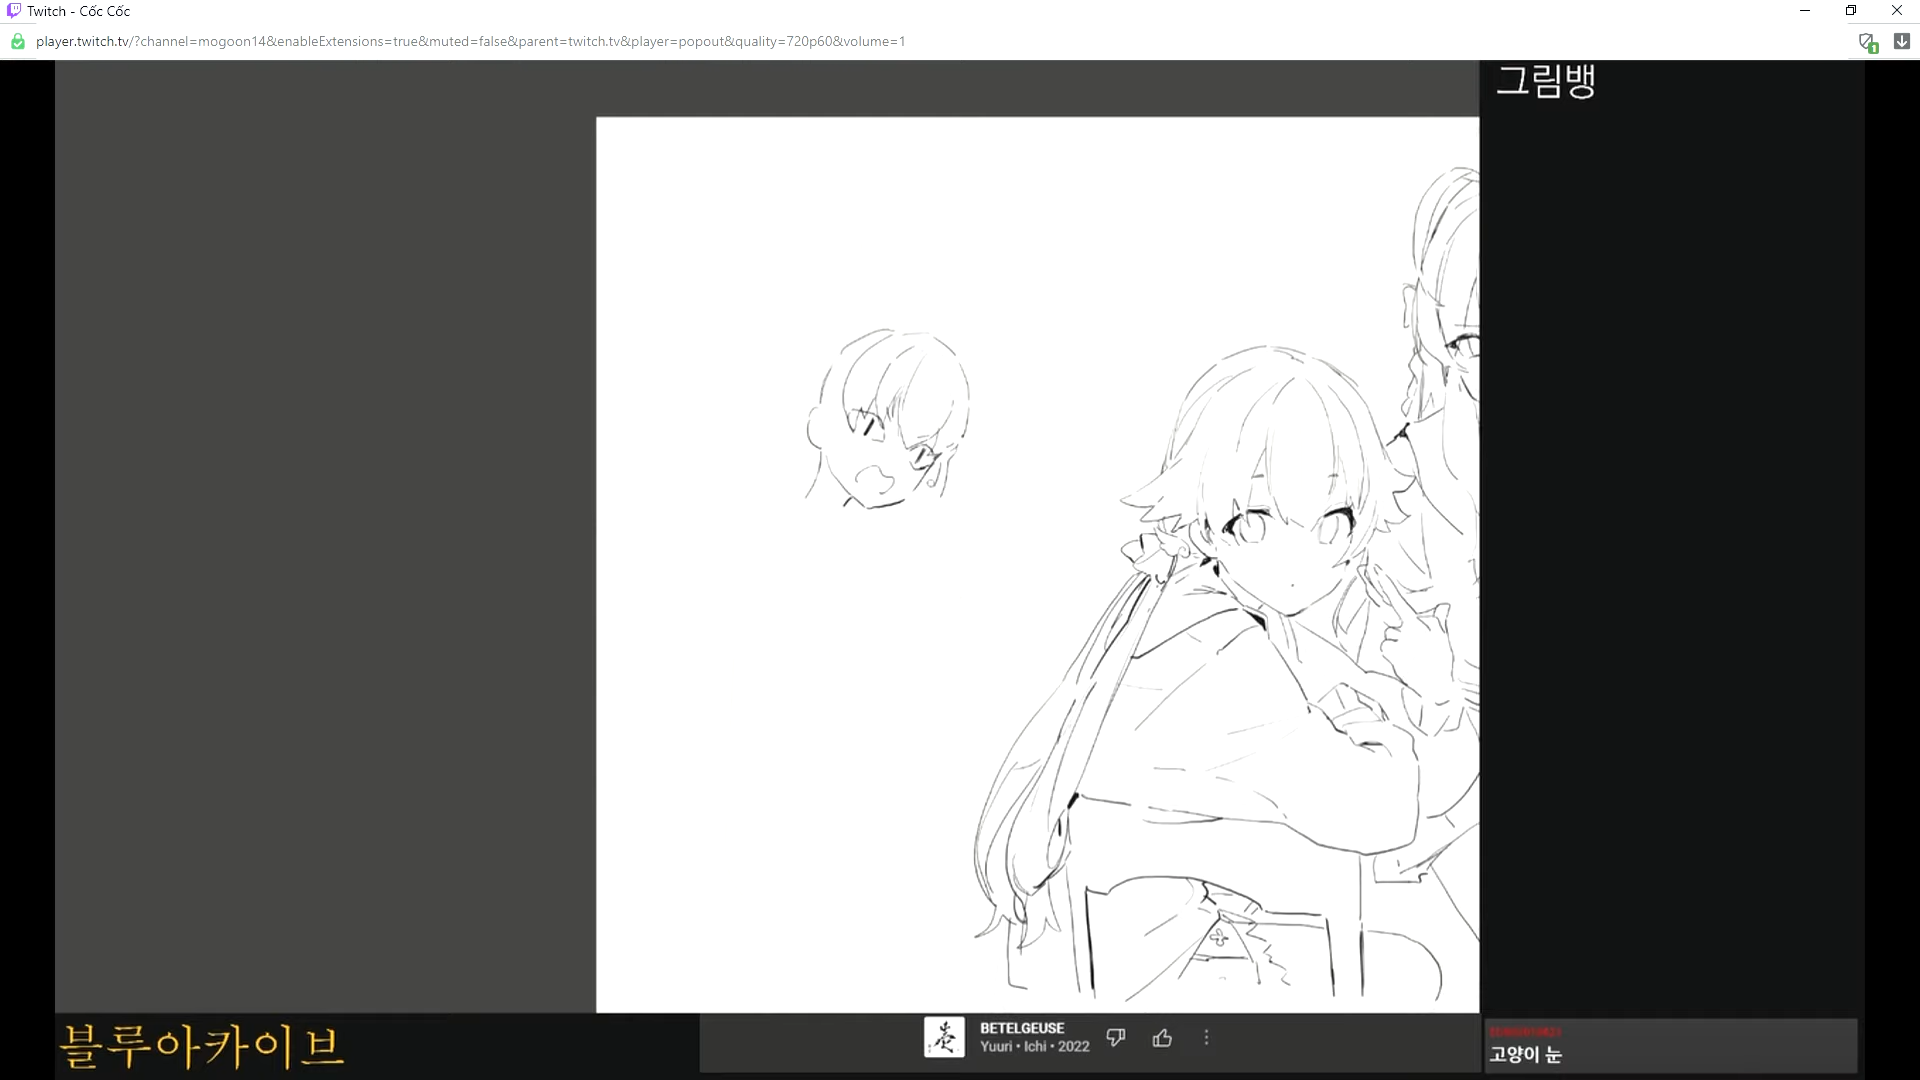 Twitch - Cốc Cốc
player.twitch.tv/?channel=mogoon14&enableExtensions=true&muted=false&parent=twitch.tv&player=popout&quality=720p60&volume=1
1
그림뱅
블루아카이브
壱
BETELGEUSE
Yuuri • Ichi • 2022
고양이 눈